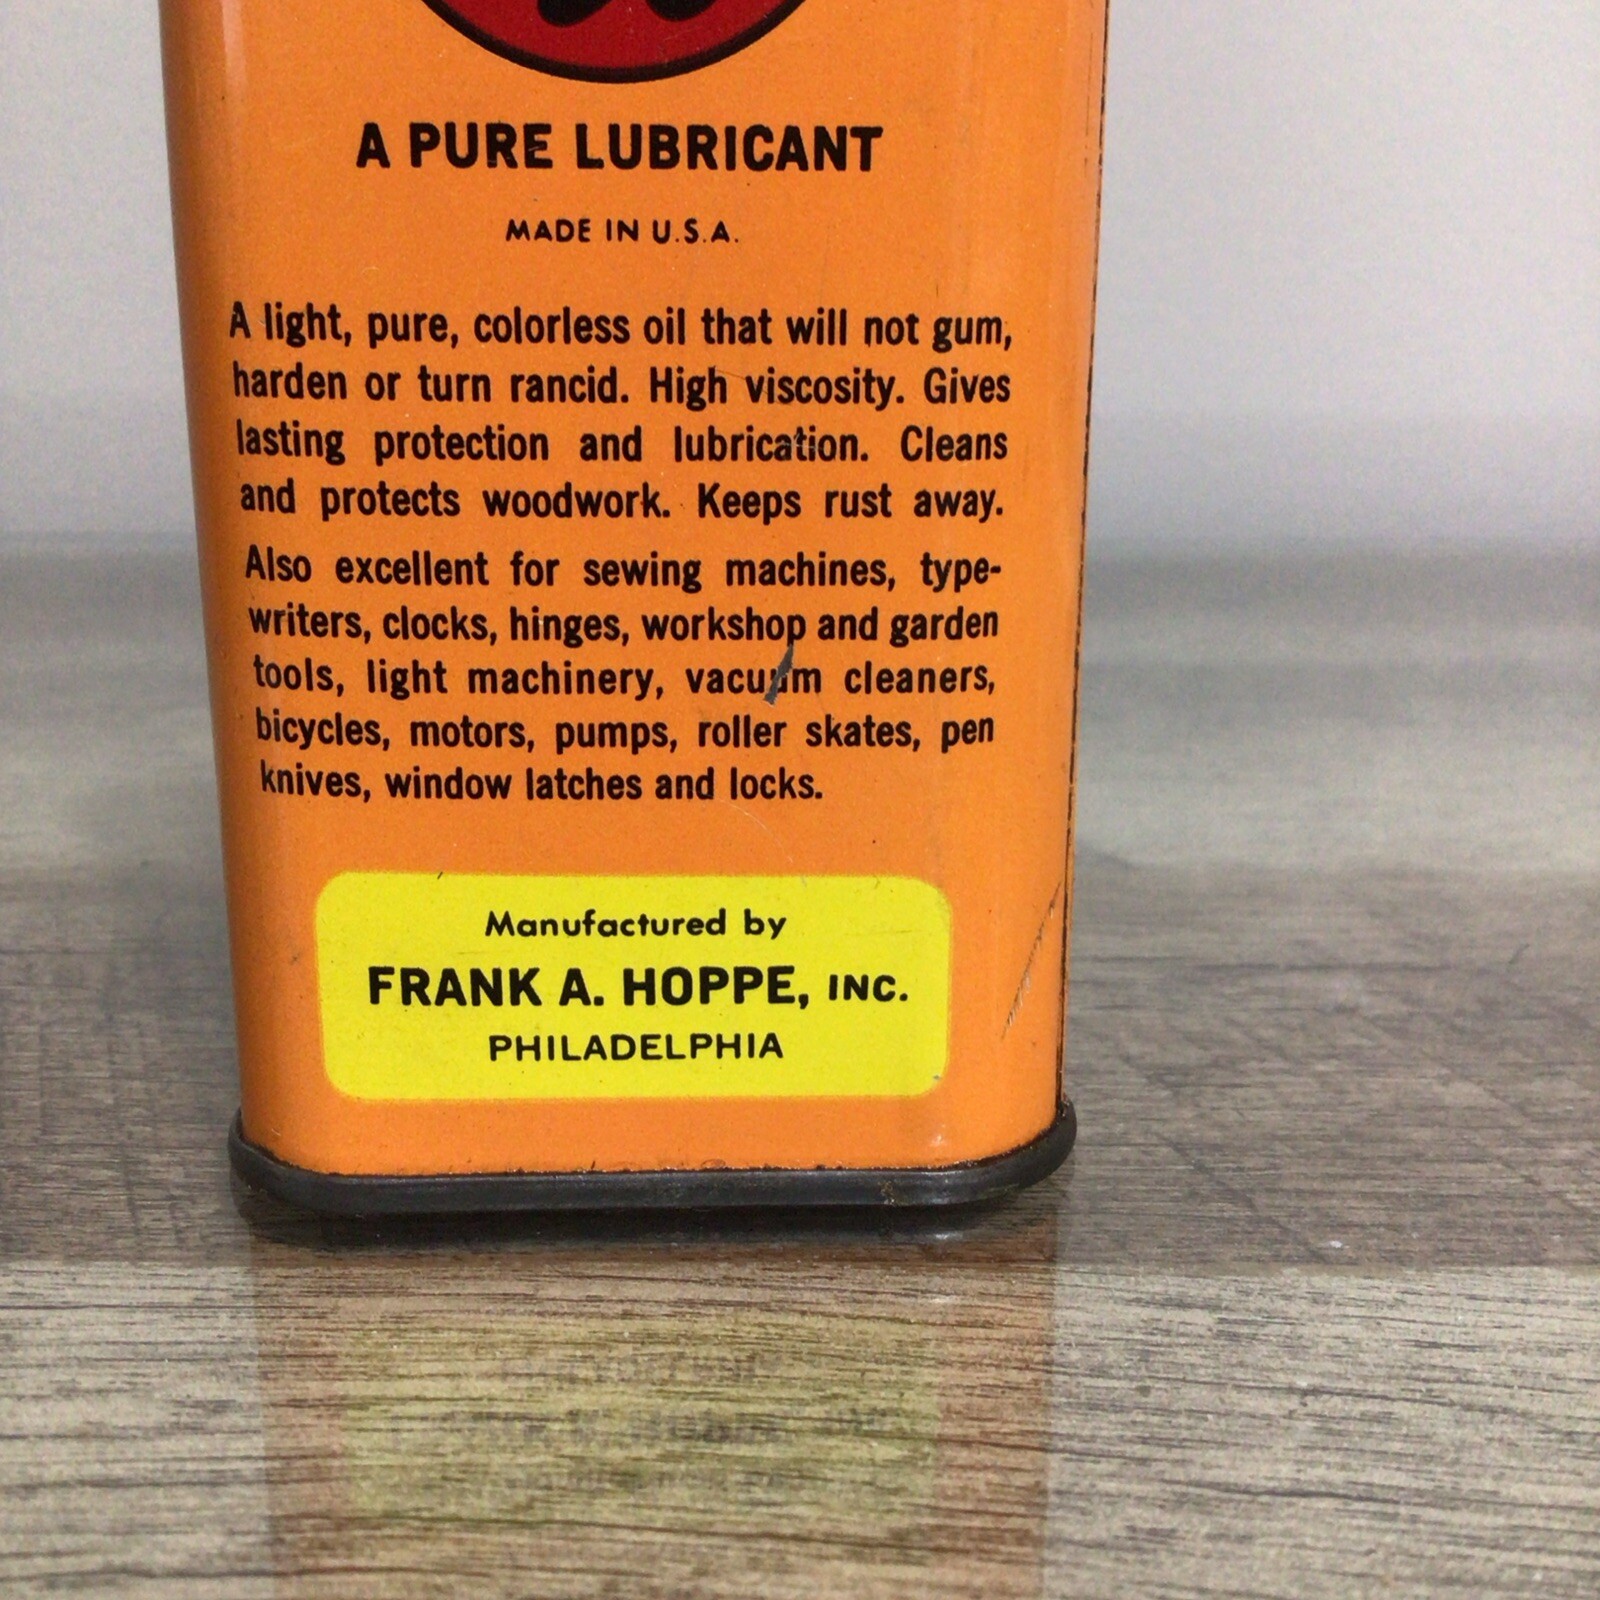 A PURE LUBRICANT
MADE IN U.S.A.
A light, pure, colorless oil that will not gum,
harden or turn rancid. High viscosity. Gives
lasting protection and lubrication. Cleans
and protects woodwork. Keeps rust away.
Also excellent for sewing machines, type-
writers, clocks, hinges, workshop and garden
tools, light machinery, vacuum cleaners,
bicycles, motors, pumps, roller skates, pen
knives, window latches and locks.
Manufactured by
FRANK A. HOPPE, INC.
PHILADELPHIA